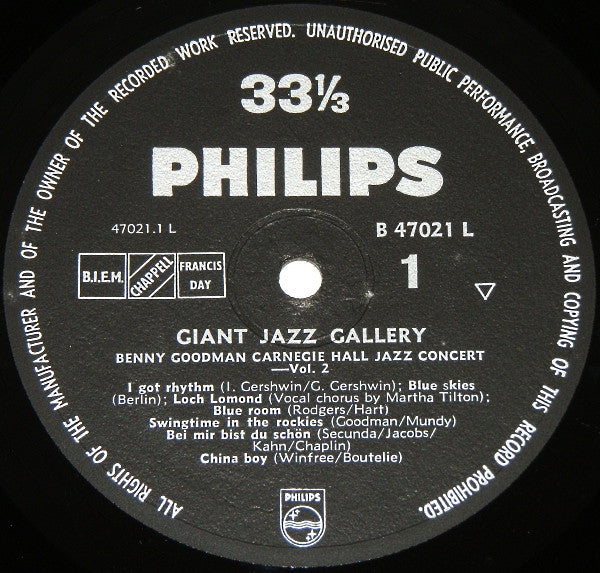 ALL RIGHTS OF THE MANUFACTURER AND OF THE OWNER OF THE RECORDED WORK RESERVED. UNAUTHORISED PUBLIC PERFORMANCE, BROADCASTING AND COPYING OF THIS RECORD PROHIBITED.
33⅓
PHILIPS
47021.1 L
B 47021 L
B.I.E.M.
CHAPPELL
FRANCIS
DAY
1
GIANT JAZZ GALLERY
BENNY GOODMAN CARNEGIE HALL JAZZ CONCERT
—Vol. 2
I got rhythm (I. Gershwin/G. Gershwin); Blue skies
(Berlin); Loch Lomond (Vocal chorus by Martha Tilton);
Blue room (Rodgers/Hart)
Swingtime in the rockies (Goodman/Mundy)
Bei mir bist du schön (Secunda/Jacobs/
Kahn/Chaplin)
China boy (Winfree/Boutelie)
PHILIPS